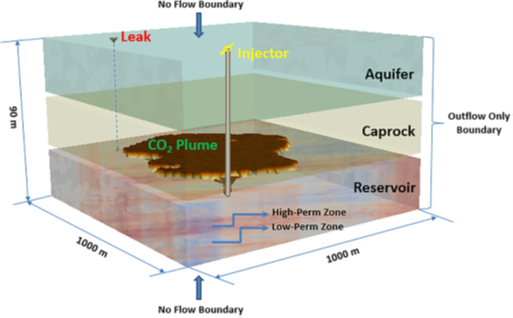 No Flow Boundary
Leak
Injector
Aquifer
Outflow Only
Boundary
90 m
Caprock
CO₂ Plume
Reservoir
High-Perm Zone
Low-Perm Zone
1000 m
1000 m
No Flow Boundary